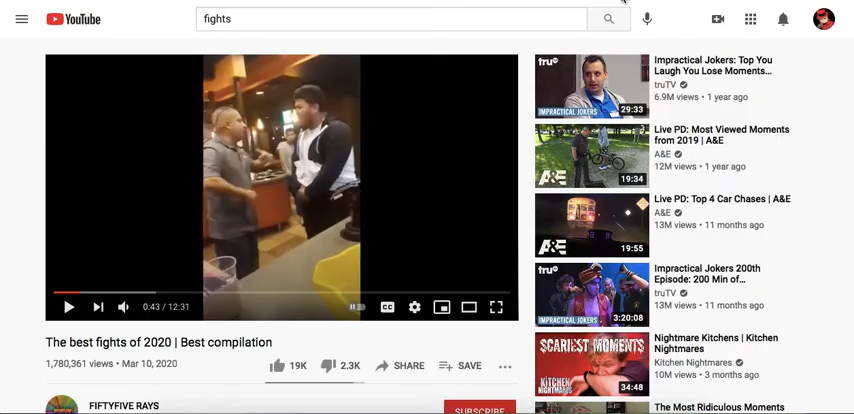 YouTube
fights
0:43 / 12:31
CC
The best fights of 2020 | Best compilation
1,780,361 views • Mar 10, 2020
19K
2.3K
SHARE
SAVE
FIFTYFIVE RAYS
SUBSCRIBE
tru
IMPRACTICAL JOKERS
29:33
Impractical Jokers: Top You
Laugh You Lose Moments…
truTV
6.9M views • 1 year ago
A&E
19:34
Live PD: Most Viewed Moments
from 2019 | A&E
A&E
12M views • 1 year ago
A&E
19:55
Live PD: Top 4 Car Chases | A&E
A&E
13M views • 11 months ago
tru
IMPRACTICAL JOKERS
3:20:08
Impractical Jokers 200th
Episode: 200 Min of…
truTV
13M views • 11 months ago
SCARIEST MOMENTS
KITCHEN
NIGHTMARES
34:48
Nightmare Kitchens | Kitchen
Nightmares
Kitchen Nightmares
10M views • 3 months ago
The Most Ridiculous Moments